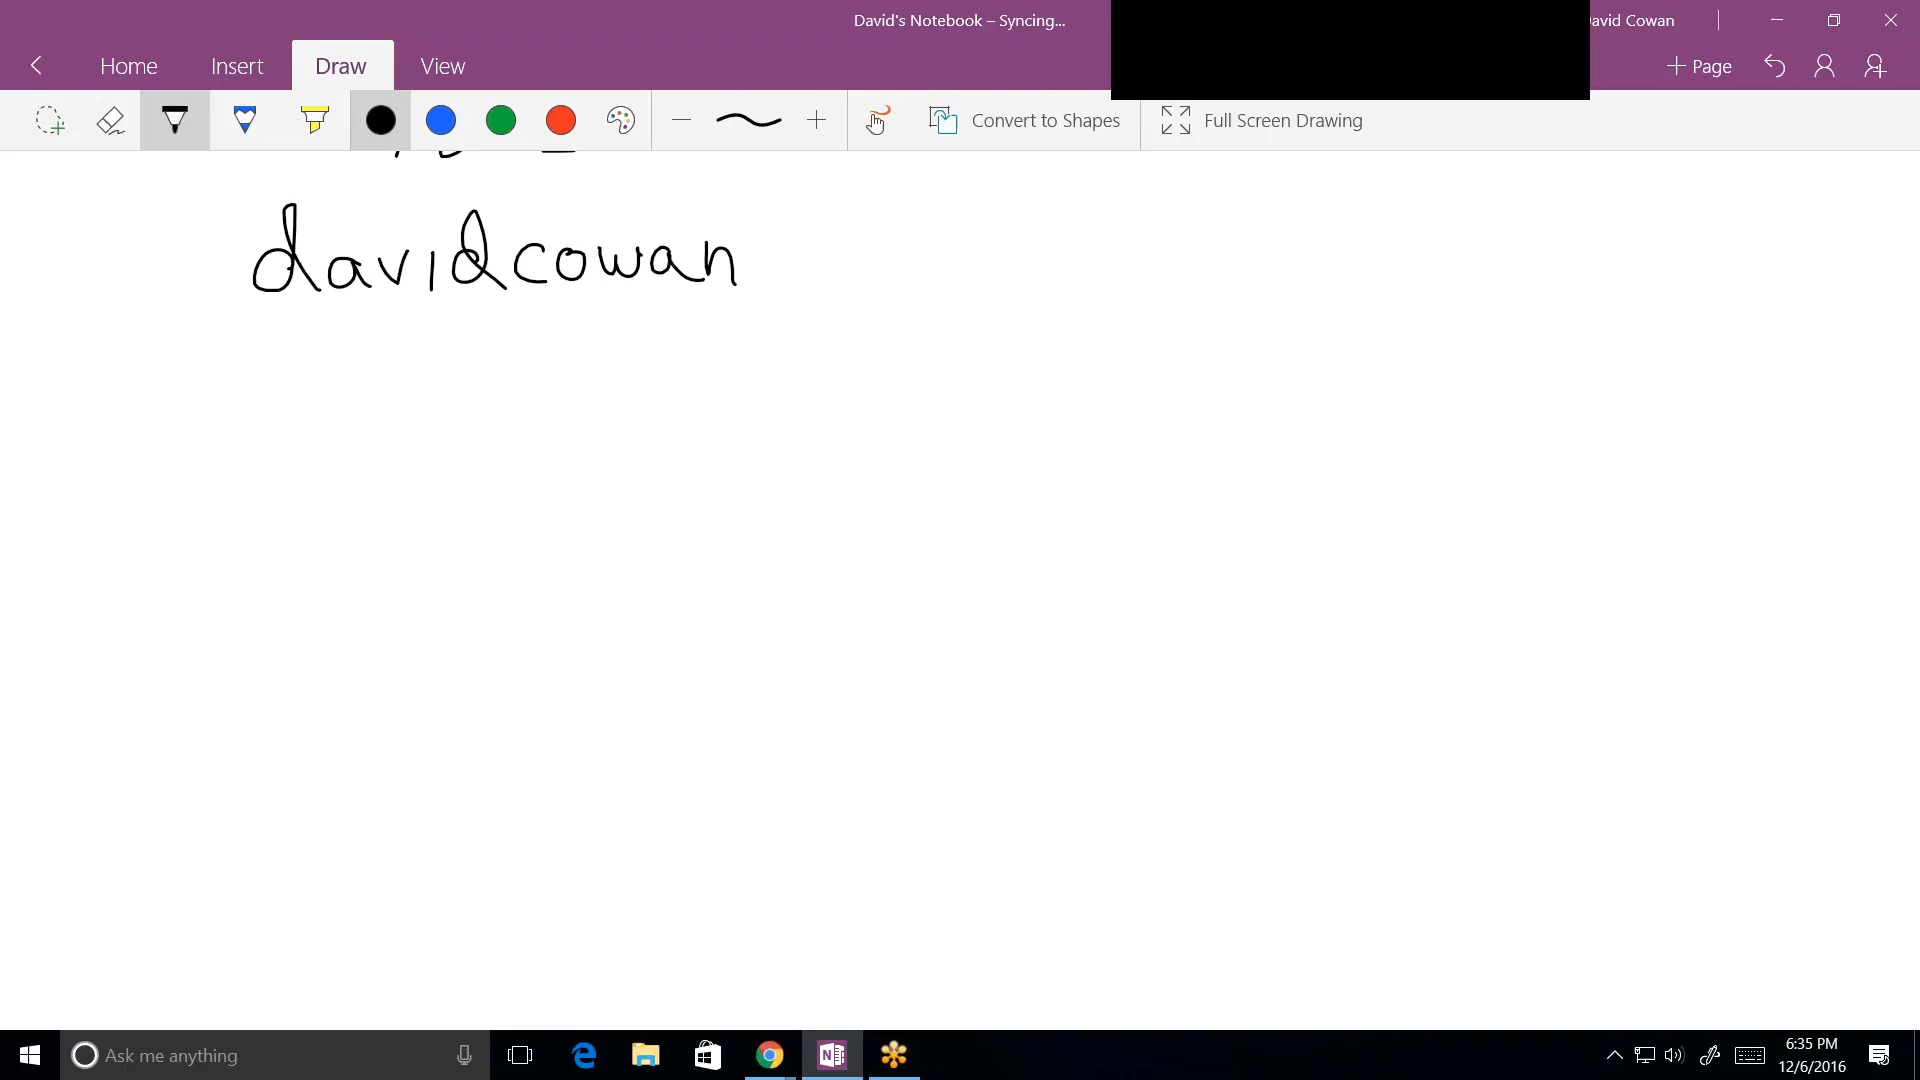 David's Notebook – Syncing...
avid Cowan
Home Insert Draw View
Page
Convert to Shapes Full Screen Drawing
davidcowan
Ask me anything
6:35 PM
12/6/2016